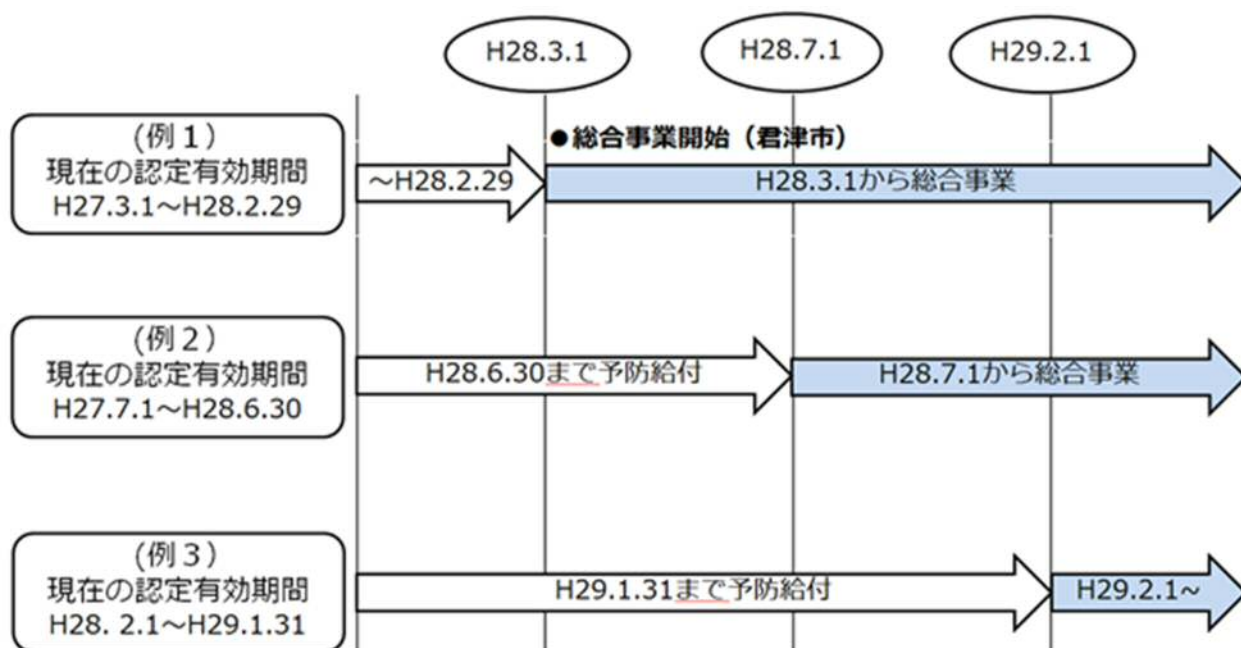 H28.3.1
H28.7.1
H29.2.1
(例１)
現在の認定有効期間
H27.3.1～H28.2.29
●総合事業開始（君津市）
～H28.2.29
H28.3.1から総合事業
(例２)
現在の認定有効期間
H27.7.1～H28.6.30
H28.6.30まで予防給付
H28.7.1から総合事業
(例３)
現在の認定有効期間
H28. 2.1～H29.1.31
H29.1.31まで予防給付
H29.2.1~